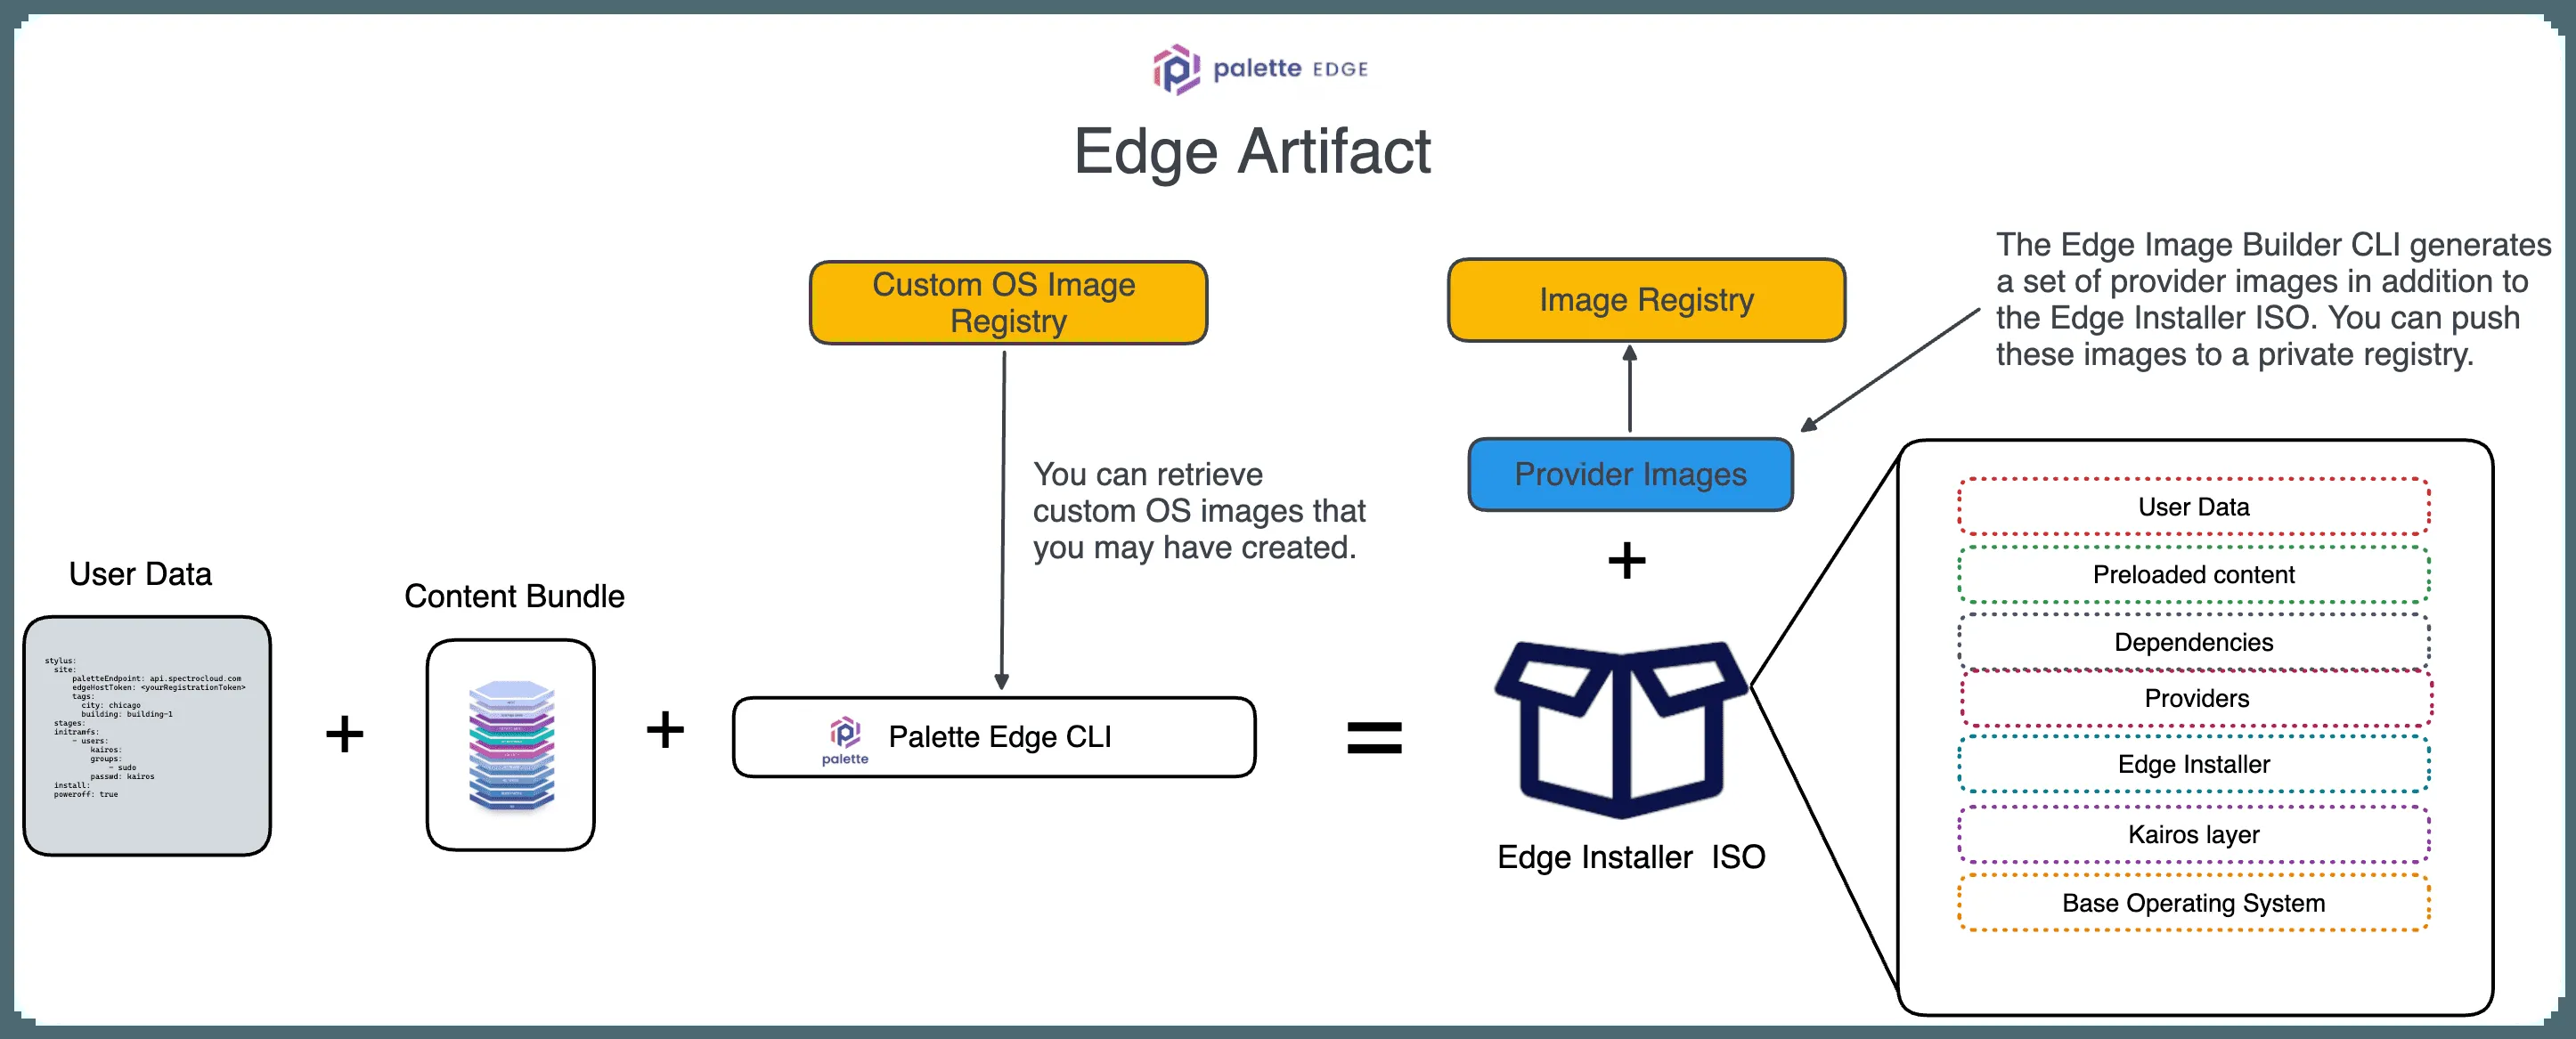 palette EDGE
Edge Artifact
Custom OS Image
Registry
Image Registry
The Edge Image Builder CLI generates
a set of provider images in addition to
the Edge Installer ISO. You can push
these images to a private registry.
You can retrieve
custom OS images that
you may have created.
Provider Images
+
User Data
stylus:
site:
paletteEndpoint: api.spectrocloud.com
edgeHostToken: <yourRegistrationToken>
tags:
city: chicago
building: building-1
stages:
initramfs:
- users:
kairos:
groups:
- sudo
passwd: kairos
install:
poweroff: true
+
Content Bundle
+
palette
Palette Edge CLI
=
Edge Installer ISO
User Data
Preloaded content
Dependencies
Providers
Edge Installer
Kairos layer
Base Operating System